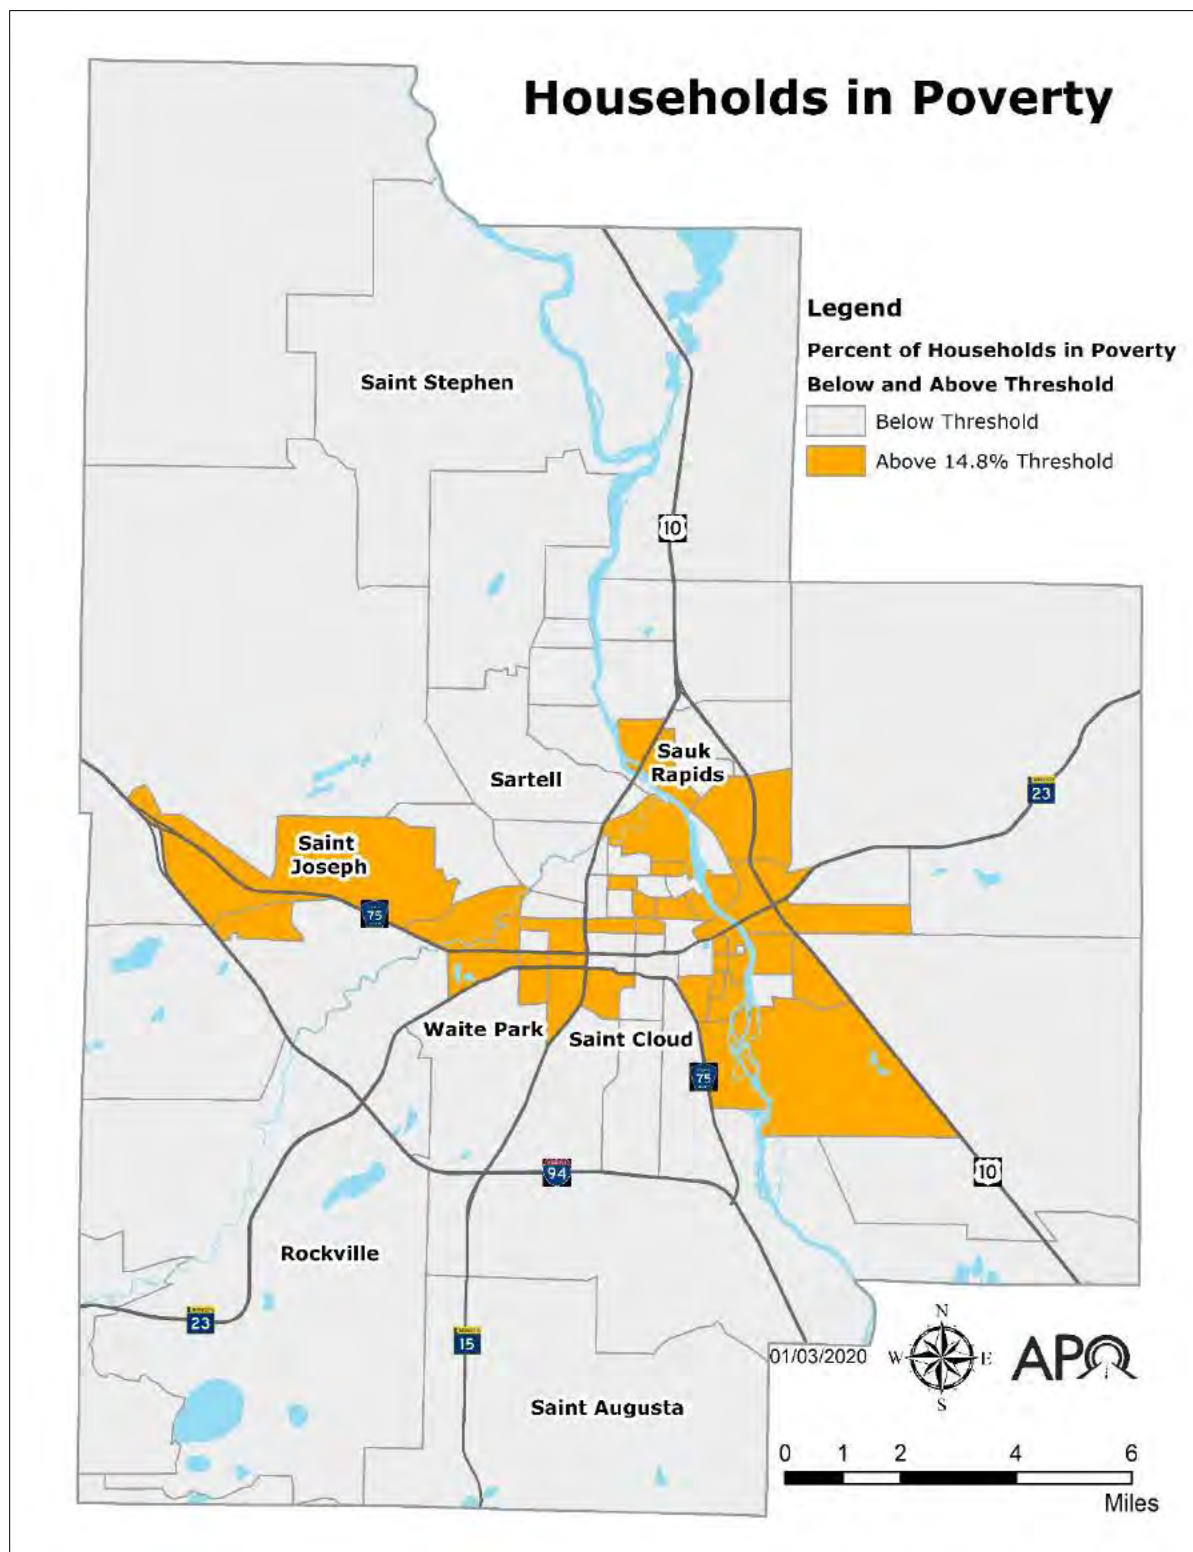 Households in Poverty
Legend
Percent of Households in Poverty
Below and Above Threshold
Below Threshold
Above 14.8% Threshold
Saint Stephen
10
Sauk
Rapids
Sartell
23
Saint
Joseph
75
Waite Park
Saint Cloud
75
94
10
Rockville
23
15
Saint Augusta
01/03/2020
N
W
E
S
APO
0 1 2 4 6
Miles